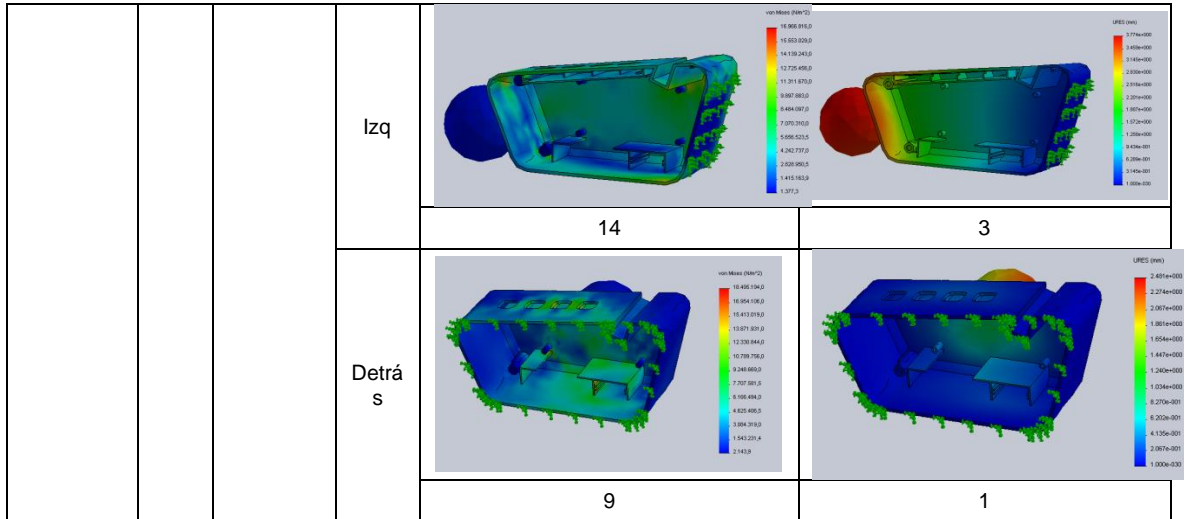 Izq
von Mises (N/m^2)
16.966.816,0
15.553.029,0
14.139.243,0
12.725.456,0
11.311.670,0
9.897.883,0
8.484.097,0
7.070.310,0
5.656.523,5
4.242.737,0
2.828.950,5
1.415.163,9
1.377,3
URES (mm)
3.774e+000
3.459e+000
3.145e+000
2.830e+000
2.516e+000
2.201e+000
1.887e+000
1.572e+000
1.258e+000
9.434e-001
6.289e-001
3.145e-001
1.000e-030
14
3
Detrá
s
von Mises (N/m^2)
18.495.194,0
16.954.106,0
15.413.019,0
13.871.931,0
12.330.844,0
10.789.756,0
9.248.669,0
7.707.581,5
6.166.494,0
4.625.406,5
3.084.319,0
1.543.231,4
2.143,9
URES (mm)
2.481e+000
2.274e+000
2.067e+000
1.861e+000
1.654e+000
1.447e+000
1.240e+000
1.034e+000
8.270e-001
6.202e-001
4.135e-001
2.067e-001
1.000e-030
9
1